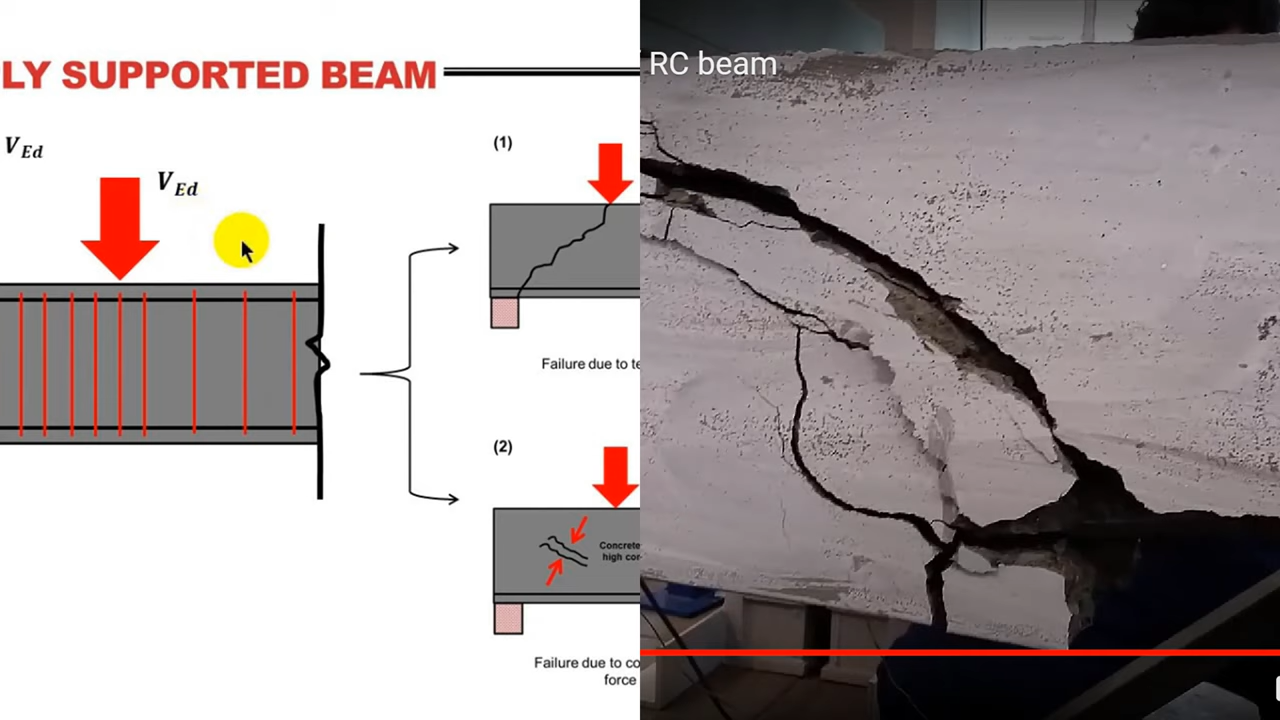 LY SUPPORTED BEAM
V_Ed
V_Ed
(1)
Failure due to te
(2)
Concrete
high cor
Failure due to co
force
RC beam